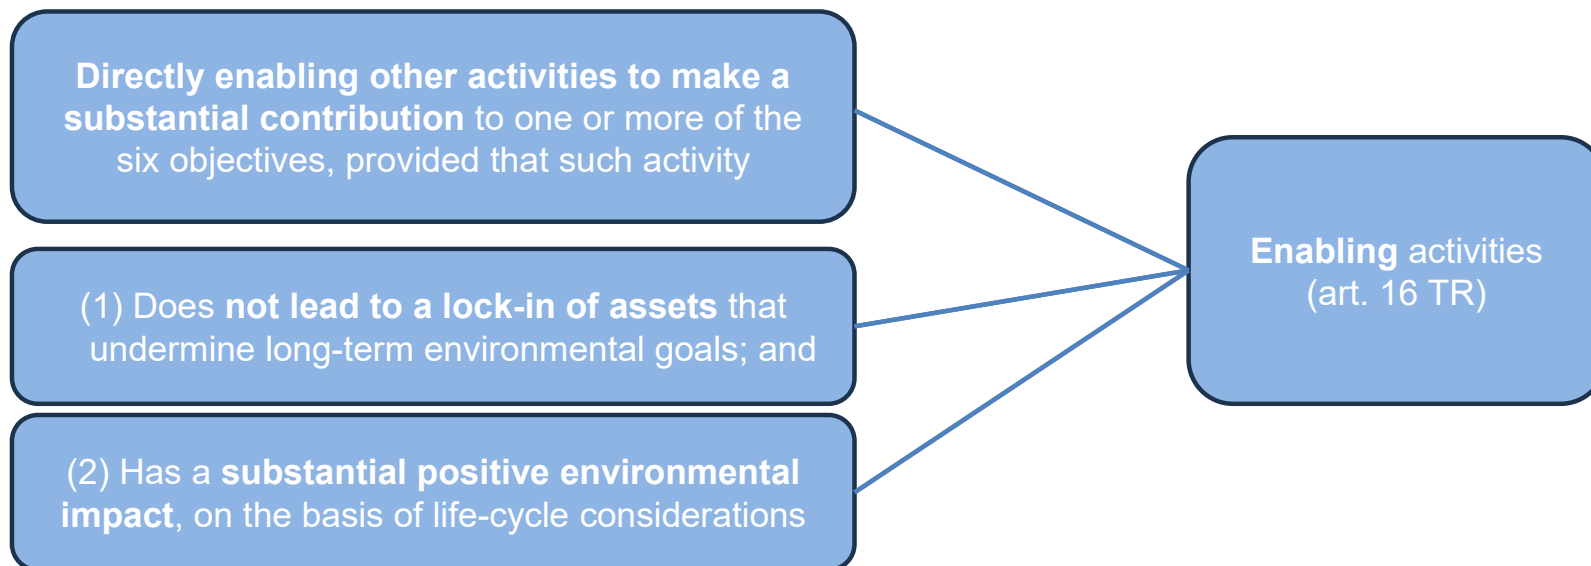 Directly enabling other activities to make a
substantial contribution to one or more of the
six objectives, provided that such activity
(1) Does not lead to a lock-in of assets that
undermine long-term environmental goals; and
(2) Has a substantial positive environmental
impact, on the basis of life-cycle considerations
Enabling activities
(art. 16 TR)